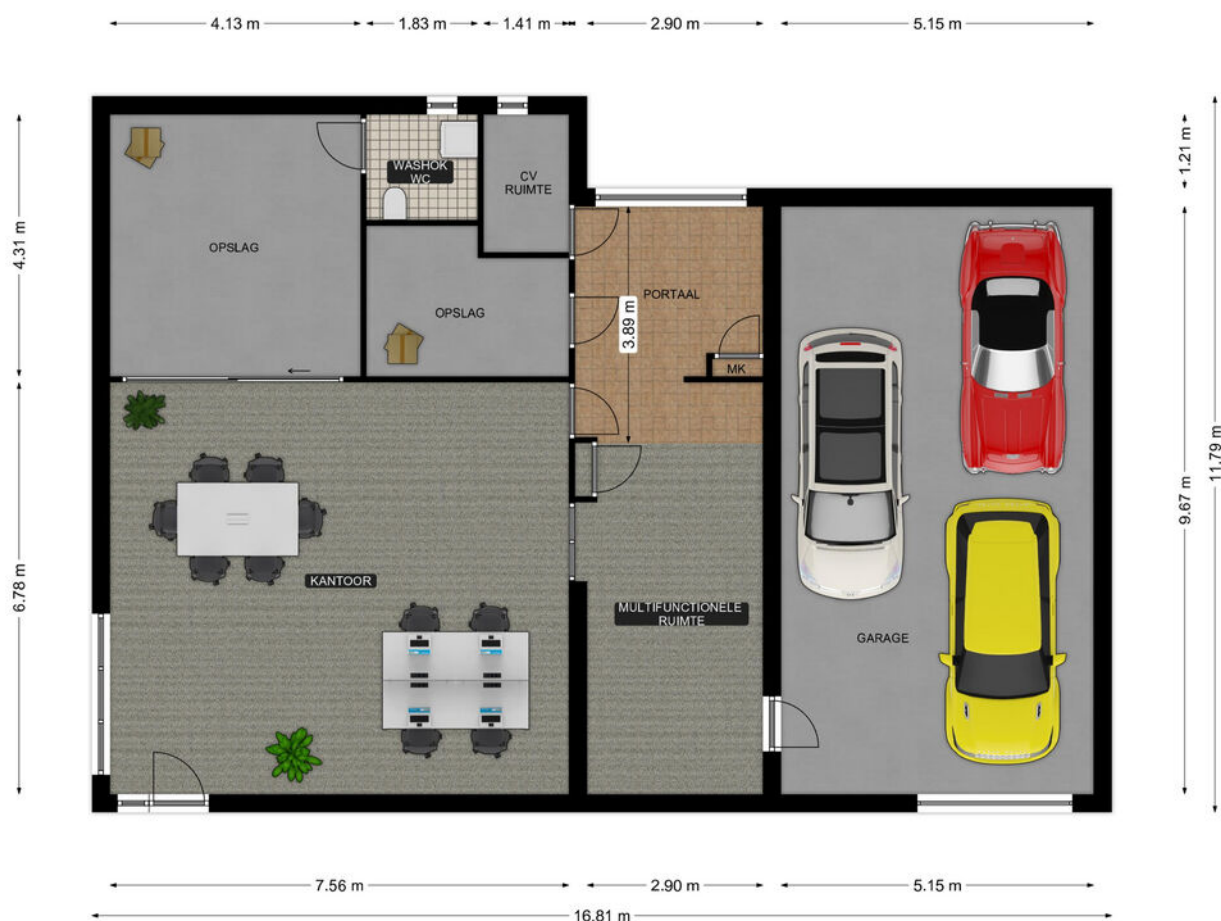 4.13 m
1.83 m
1.41 m
2.90 m
5.15 m
4.31 m
6.78 m
1.21 m
9.67 m
11.79 m
WASHOK
WC
CV
RUIMTE
OPSLAG
OPSLAG
PORTAAL
3.89 m
MK
KANTOOR
MULTIFUNCTIONELE
RUIMTE
GARAGE
7.56 m
2.90 m
5.15 m
16.81 m